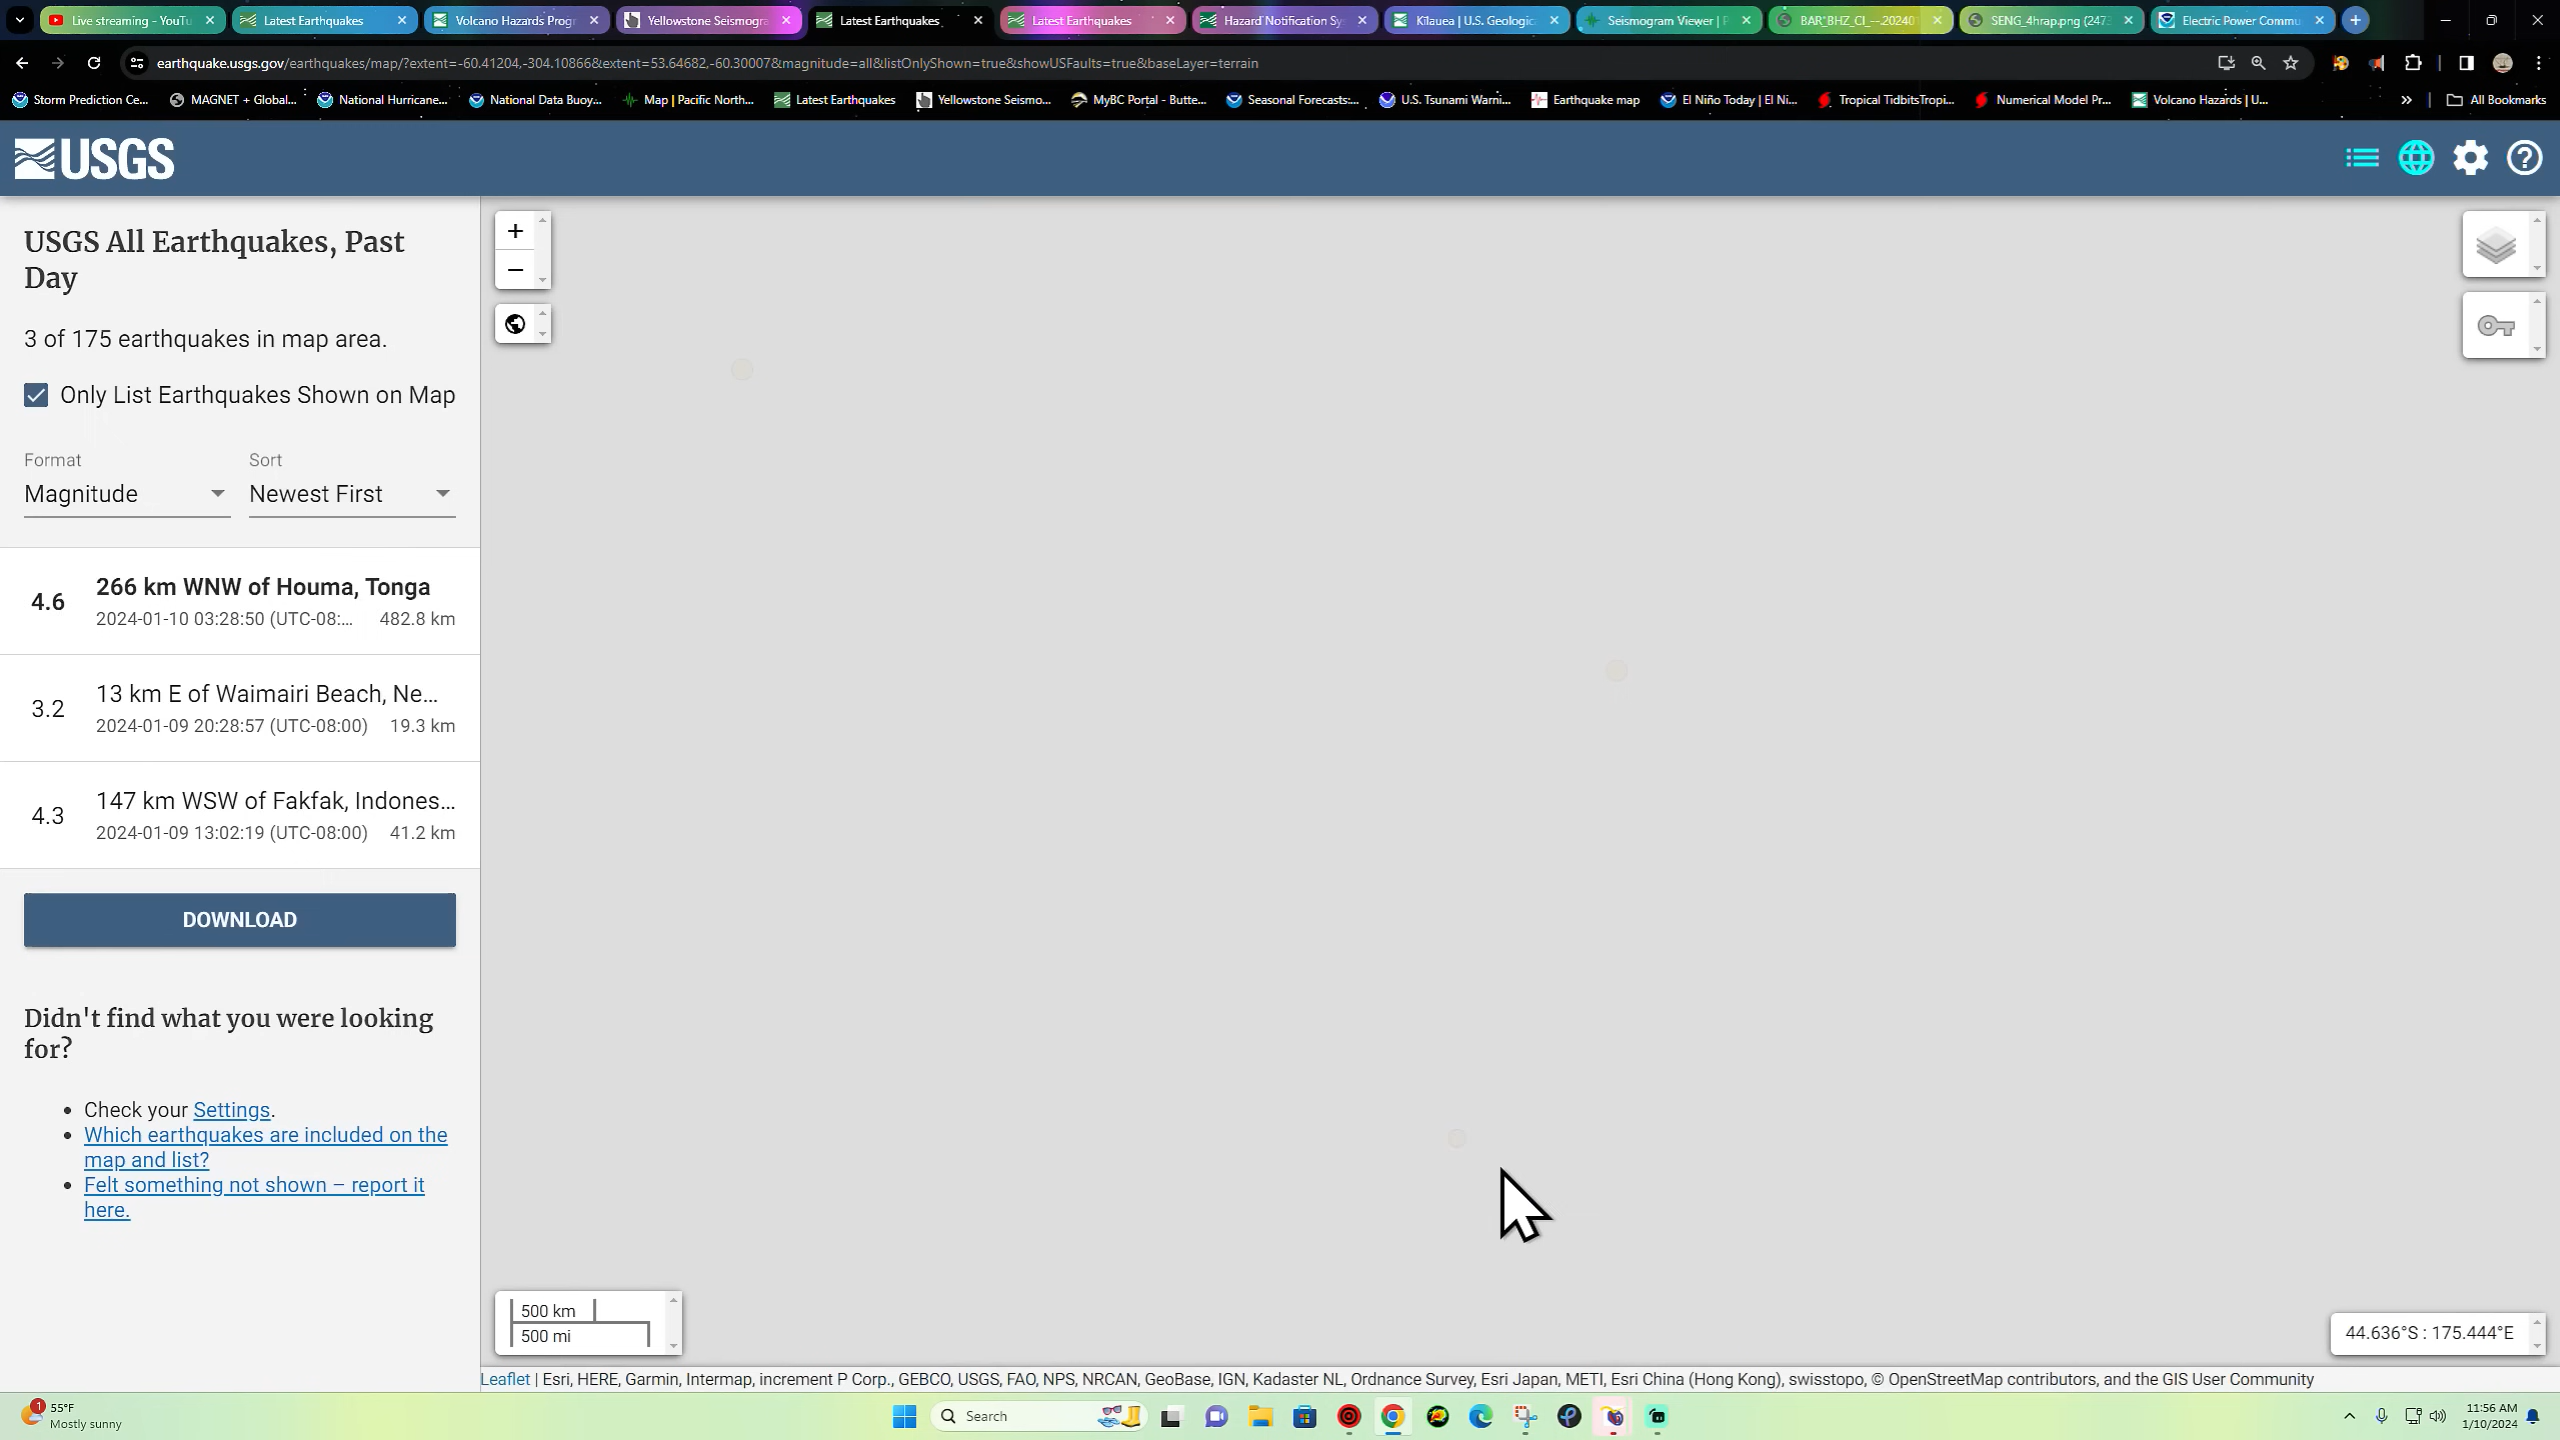 Live streaming - YouTu
Latest Earthquakes
Volcano Hazards Prog
Yellowstone Seismogra
Latest Earthquakes
Latest Earthquakes
Hazard Notification Sy
Kīlauea | U.S. Geologic
Seismogram Viewer | P
BAR_BHZ_CI_--.20240
SENG_4hrap.png (247
Electric Power Commu
earthquake.usgs.gov/earthquakes/map/?extent=-60.41204,-304.10866&extent=53.64682,-60.30007&magnitude=all&listOnlyShown=true&showUSFaults=true&baseLayer=terrain
Storm Prediction Ce...
MAGNET + Global...
National Hurricane...
National Data Buoy...
Map | Pacific North...
Latest Earthquakes
Yellowstone Seismo...
MyBC Portal - Butte...
Seasonal Forecasts:...
U.S. Tsunami Warni...
Earthquake map
El Niño Today | El Ni...
Tropical TidbitsTropi...
Numerical Model Pr...
Volcano Hazards | U...
All Bookmarks
USGS
USGS All Earthquakes, Past
Day
3 of 175 earthquakes in map area.
Only List Earthquakes Shown on Map
Format
Sort
Magnitude
Newest First
4.6
266 km WNW of Houma, Tonga
2024-01-10 03:28:50 (UTC-08:... 482.8 km
3.2
13 km E of Waimairi Beach, Ne...
2024-01-09 20:28:57 (UTC-08:00) 19.3 km
4.3
147 km WSW of Fakfak, Indones...
2024-01-09 13:02:19 (UTC-08:00) 41.2 km
DOWNLOAD
Didn't find what you were looking
for?
Check your Settings.
Which earthquakes are included on the
map and list?
Felt something not shown – report it
here.
500 km
500 mi
44.636°S : 175.444°E
Leaflet | Esri, HERE, Garmin, Intermap, increment P Corp., GEBCO, USGS, FAO, NPS, NRCAN, GeoBase, IGN, Kadaster NL, Ordnance Survey, Esri Japan, METI, Esri China (Hong Kong), swisstopo, © OpenStreetMap contributors, and the GIS User Community
1
55°F
Mostly sunny
Search
11:56 AM
1/10/2024